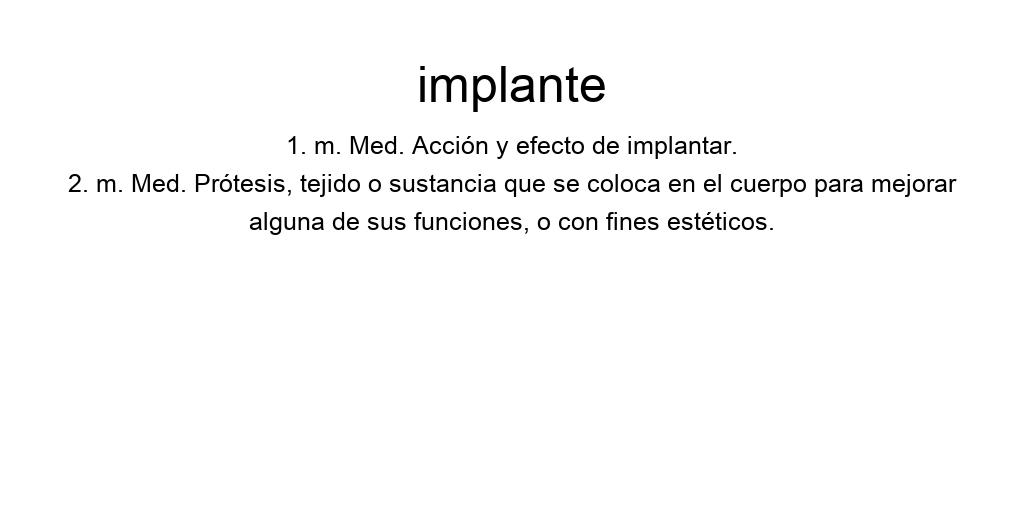 implante
1. m. Med. Acción y efecto de implantar.
2. m. Med. Prótesis, tejido o sustancia que se coloca en el cuerpo para mejorar
alguna de sus funciones, o con fines estéticos.